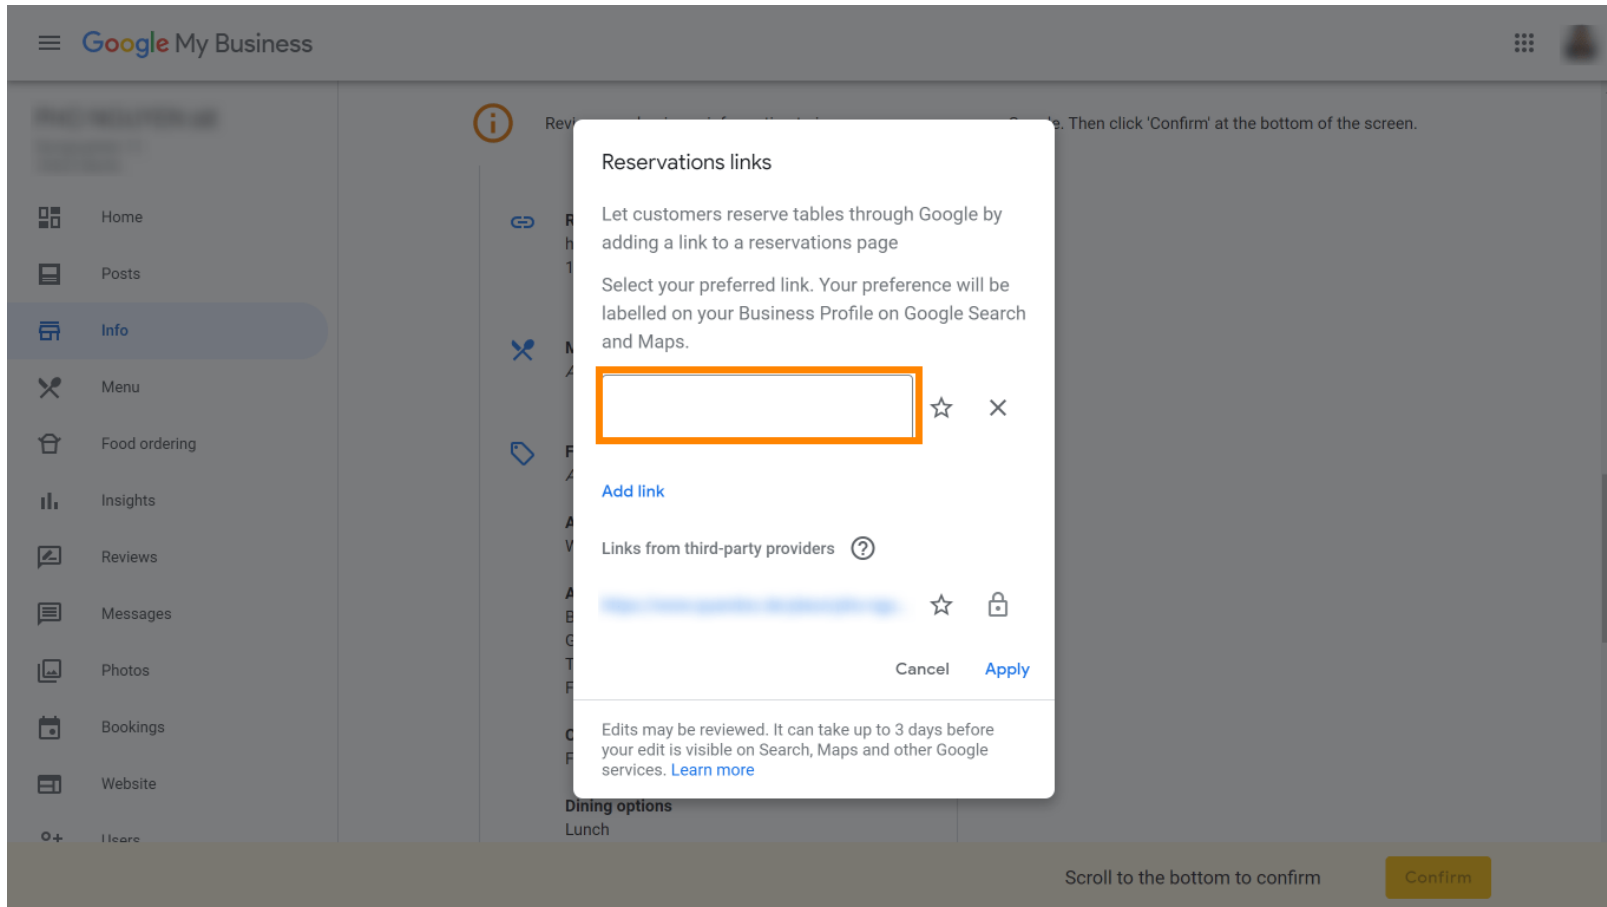 Google My Business
Then click 'Confirm' at the bottom of the screen.
Reservations links
Let customers reserve tables through Google by
adding a link to a reservations page
Select your preferred link. Your preference will be
labelled on your Business Profile on Google Search
and Maps.
Add link
Links from third-party providers
Cancel Apply
Edits may be reviewed. It can take up to 3 days before
your edit is visible on Search, Maps and other Google
services. Learn more
Home
Posts
Info
Menu
Food ordering
Insights
Reviews
Messages
Photos
Bookings
Website
Users
Dining options
Lunch
Scroll to the bottom to confirm
Confirm